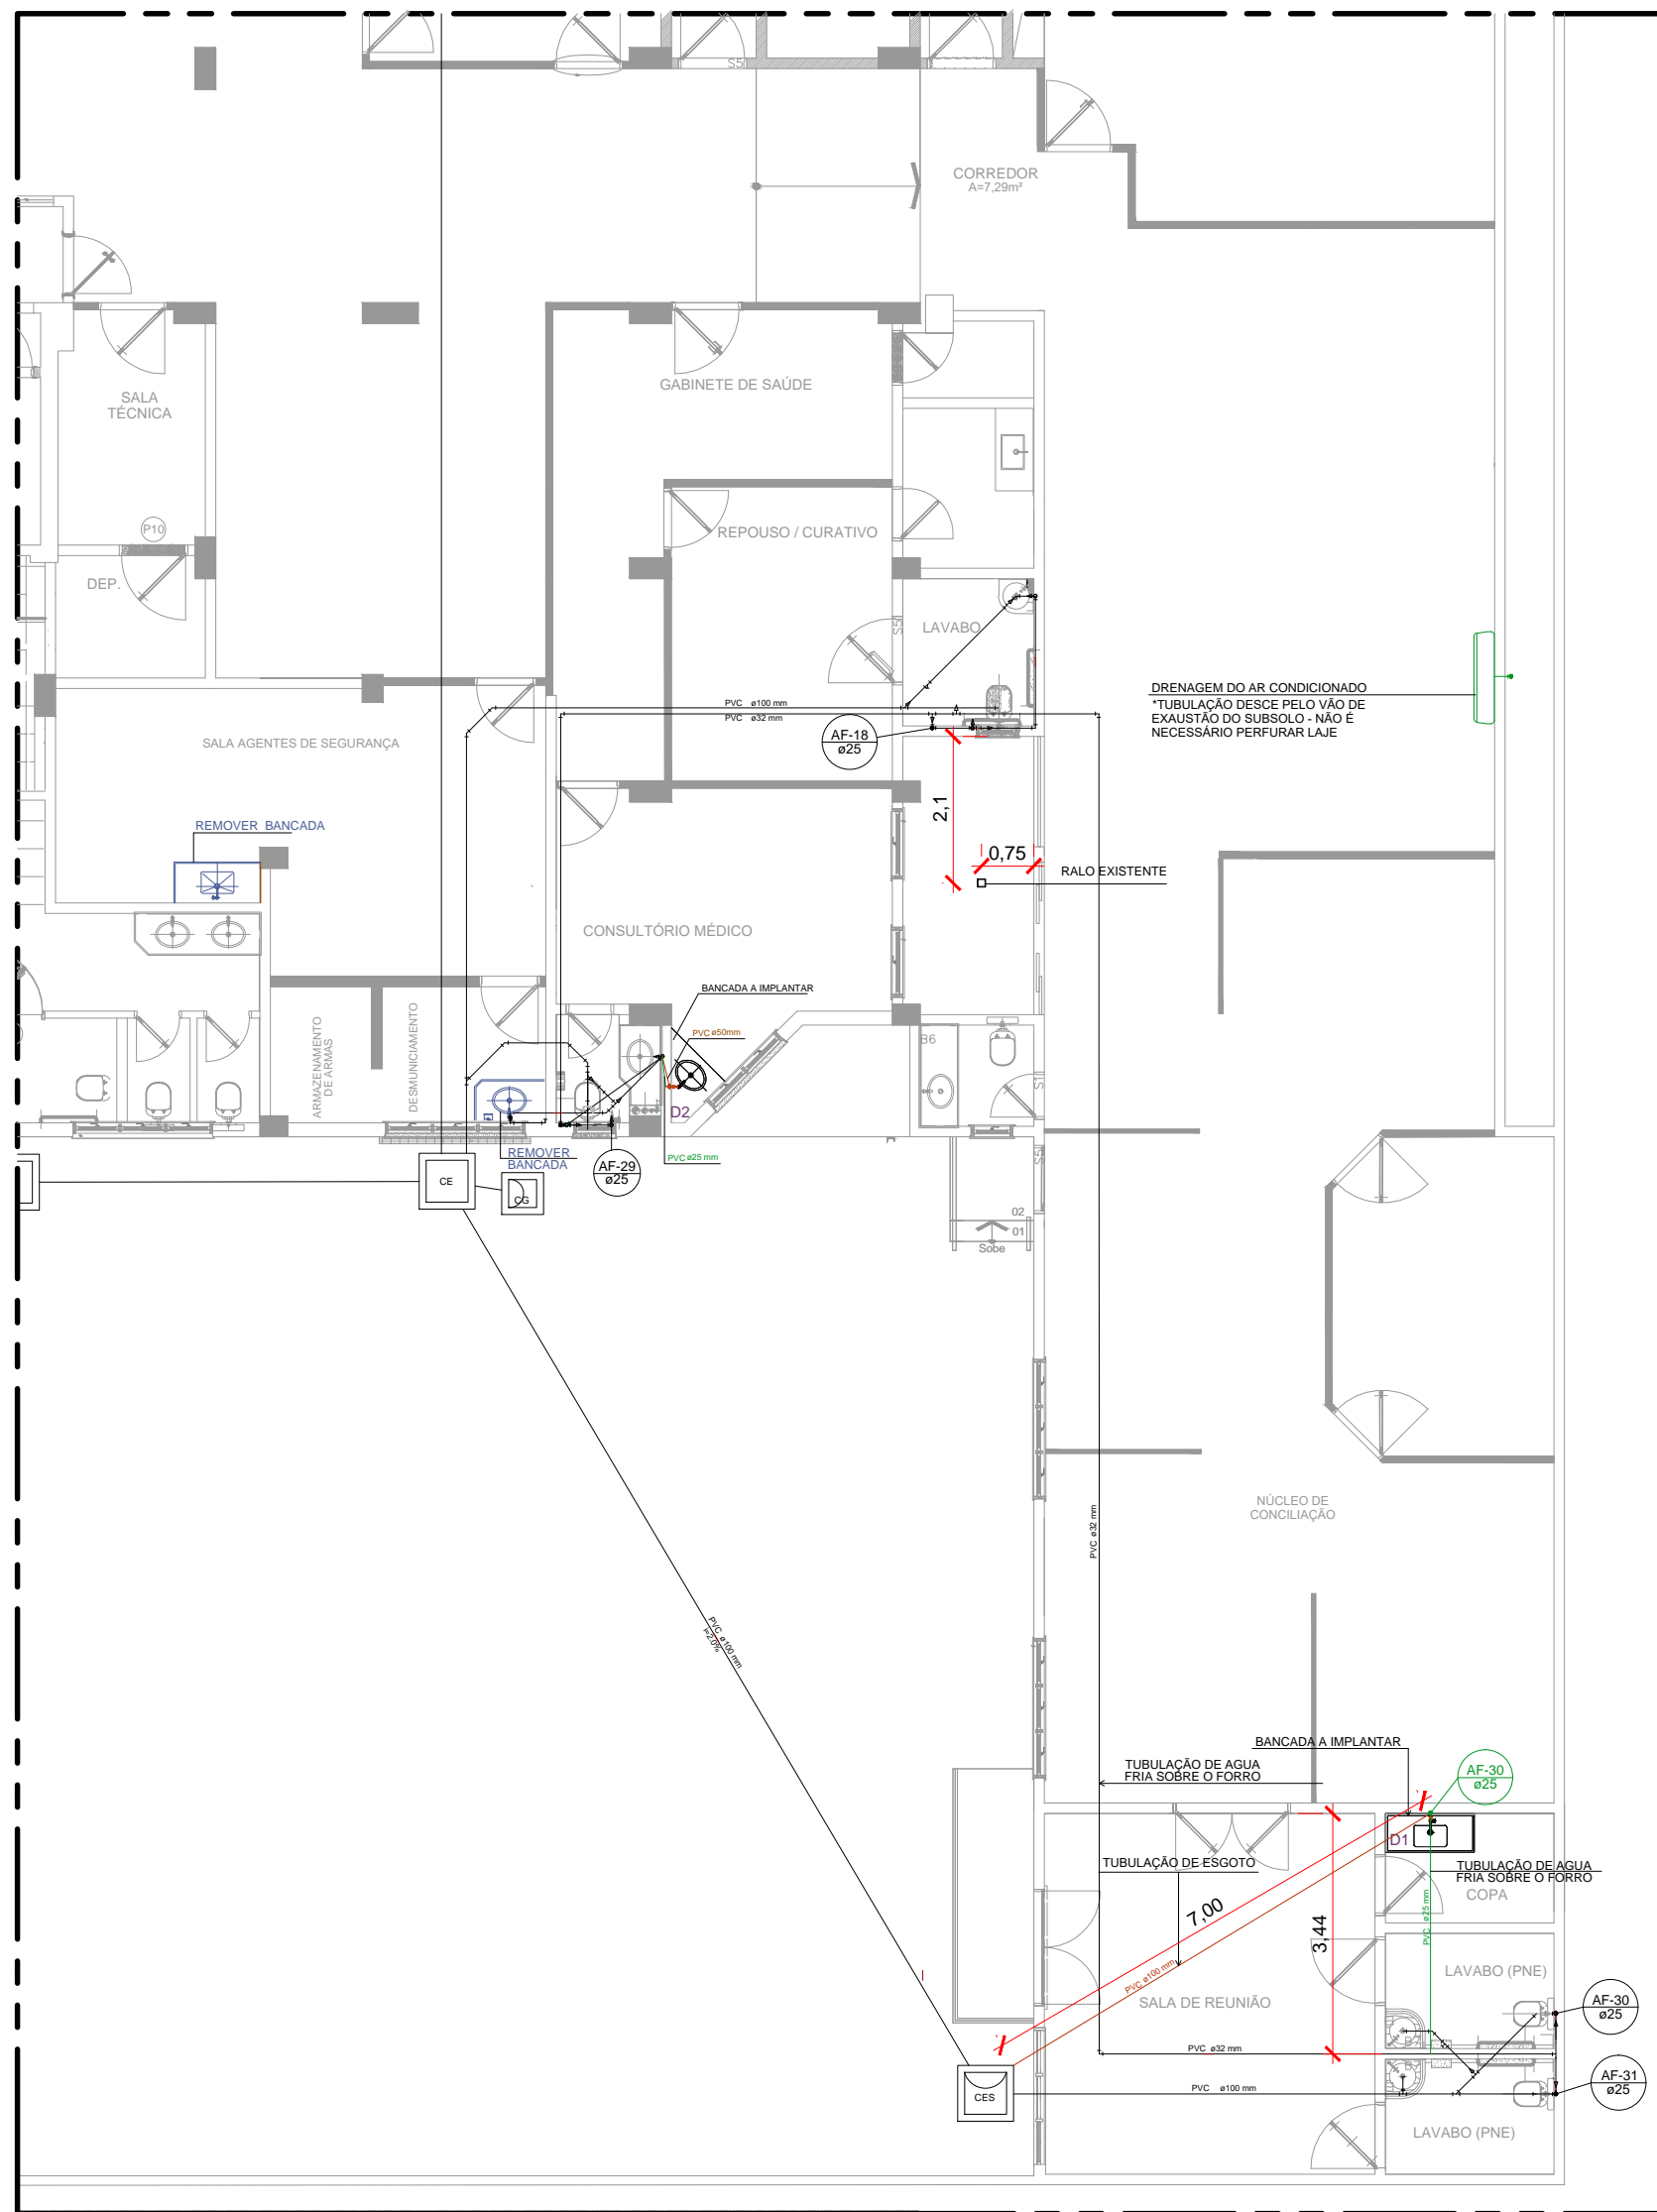 S5
CORREDOR
A=7,29m²
SALA
TÉCNICA
GABINETE DE SAÚDE
P10
REPOUSO / CURATIVO
DEP.
LAVABO
S5
DRENAGEM DO AR CONDICIONADO
*TUBULAÇÃO DESCE PELO VÃO DE
EXAUSTÃO DO SUBSOLO - NÃO É
NECESSÁRIO PERFURAR LAJE
PVC ø100 mm
PVC ø32 mm
AF-18
ø25
SALA AGENTES DE SEGURANÇA
2,1
REMOVER BANCADA
0,75
RALO EXISTENTE
CONSULTÓRIO MÉDICO
BANCADA A IMPLANTAR
PVC ø50mm
ARMAZENAMENTO
DE ARMAS
DESMUNICIAMENTO
B6
S1
D2
REMOVER
BANCADA
PVC ø25 mm
AF-29
ø25
CE
CG
S5
02
01
Sobe
NÚCLEO DE
CONCILIAÇÃO
PVC ø32 mm
PVC ø100 mm
i=2,0%
BANCADA A IMPLANTAR
TUBULAÇÃO DE AGUA
FRIA SOBRE O FORRO
AF-30
ø25
D1
TUBULAÇÃO DE ESGOTO
TUBULAÇÃO DE AGUA
FRIA SOBRE O FORRO
COPA
7,00
3,44
PVC ø25 mm
PVC ø100 mm
LAVABO (PNE)
SALA DE REUNIÃO
AF-30
ø25
PVC ø32 mm
AF-31
ø25
PVC ø100 mm
CES
LAVABO (PNE)